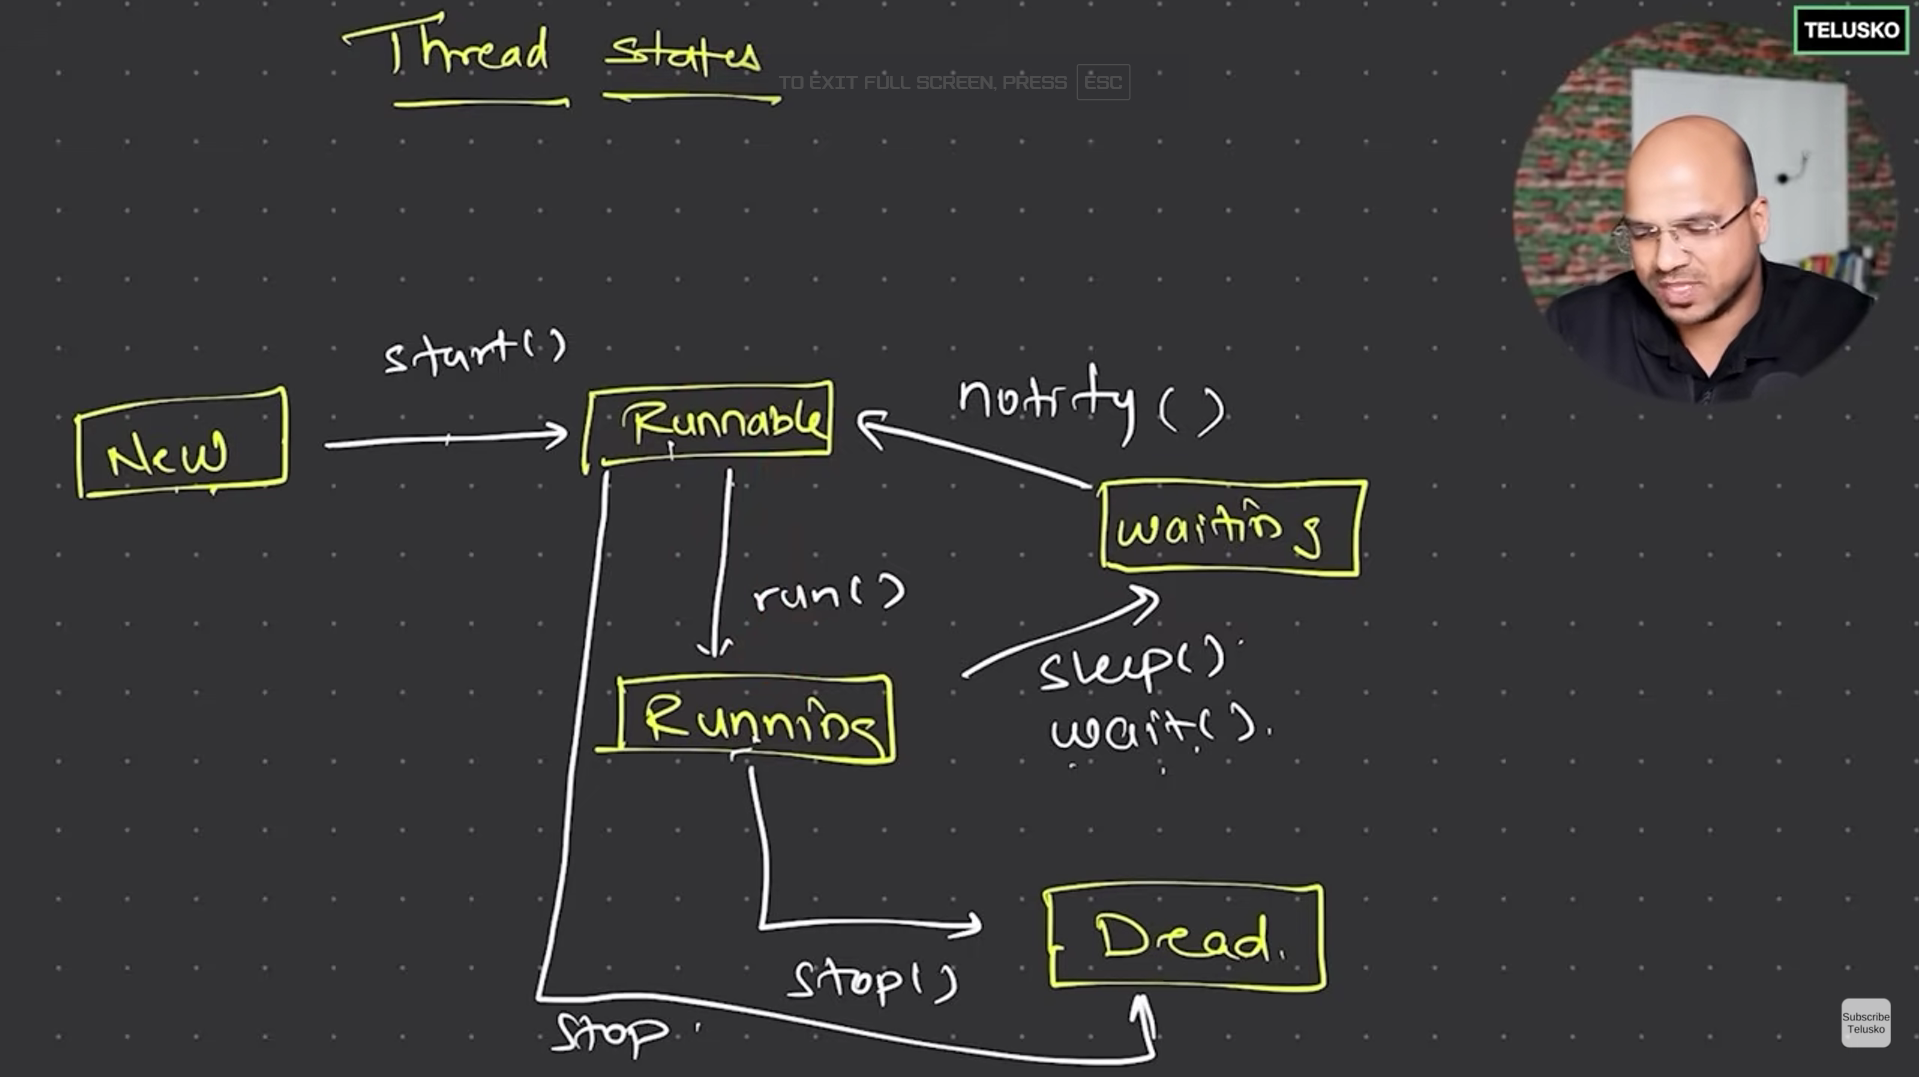 TELUSKO
Thread States
TO EXIT FULL SCREEN, PRESS ESC
start()
notify()
New
Runnable
waiting
run()
sleep()
wait().
Running
Dead.
stop()
stop
Subscribe
Telusko